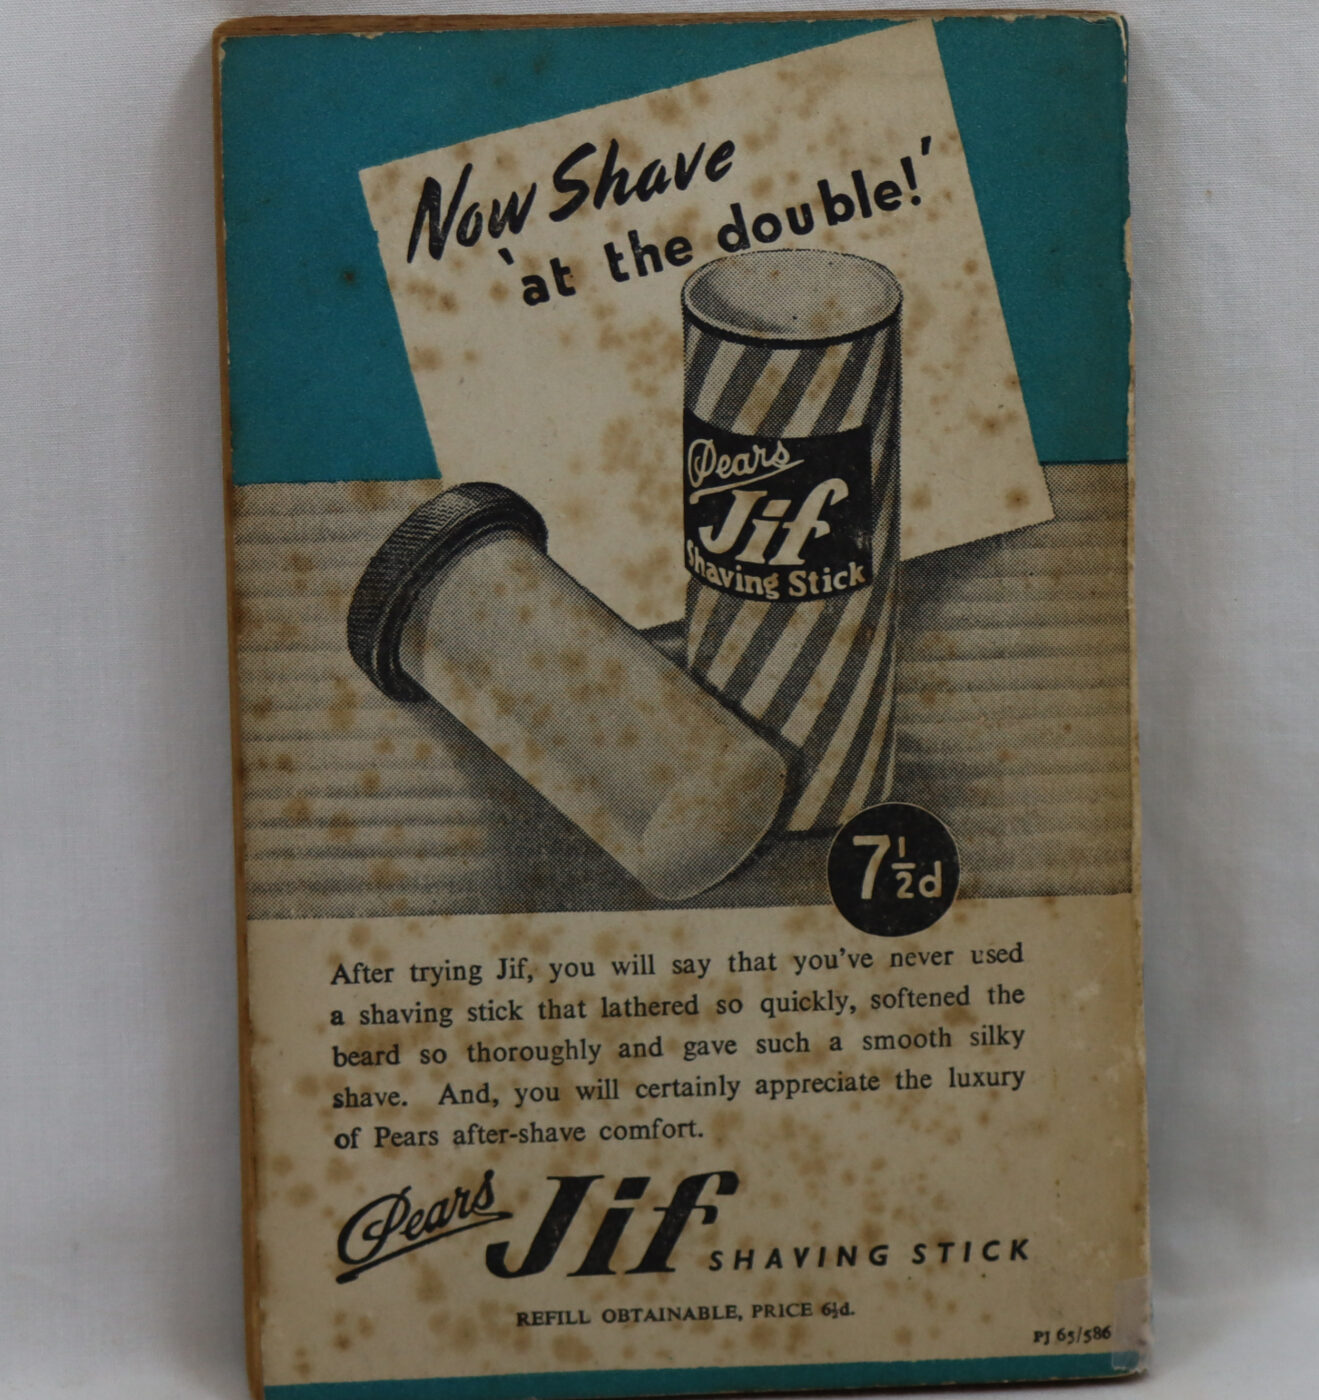 Now Shave
'at the double!'
Pears
Jif
Shaving Stick
7½d
After trying Jif, you will say that you've never used
a shaving stick that lathered so quickly, softened the
beard so thoroughly and gave such a smooth silky
shave. And, you will certainly appreciate the luxury
of Pears after-shave comfort.
Pears Jif SHAVING STICK
REFILL OBTAINABLE, PRICE 6½d.
PJ 65/586